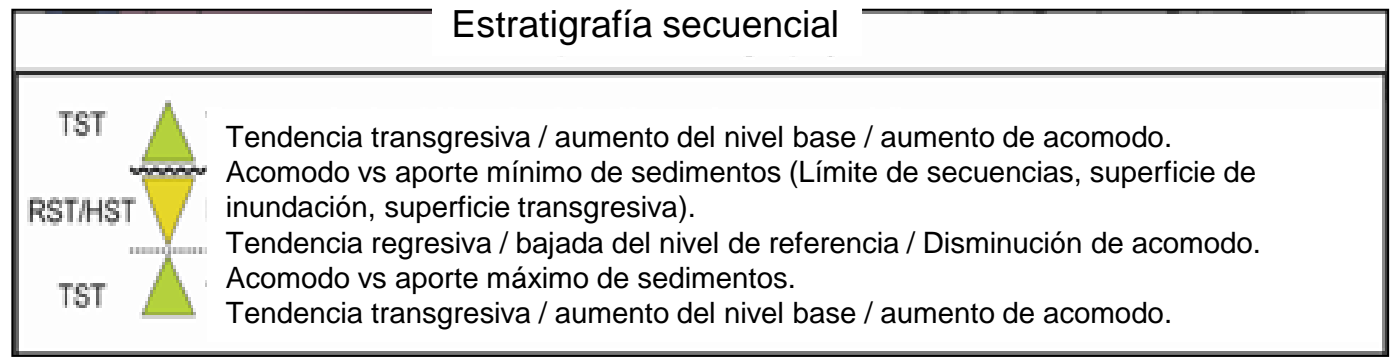 Estratigrafía secuencial
TST
Tendencia transgresiva / aumento del nivel base / aumento de acomodo.
Acomodo vs aporte mínimo de sedimentos (Límite de secuencias, superficie de
RST/HST
inundación, superficie transgresiva).
Tendencia regresiva / bajada del nivel de referencia / Disminución de acomodo.
Acomodo vs aporte máximo de sedimentos.
TST
Tendencia transgresiva / aumento del nivel base / aumento de acomodo.